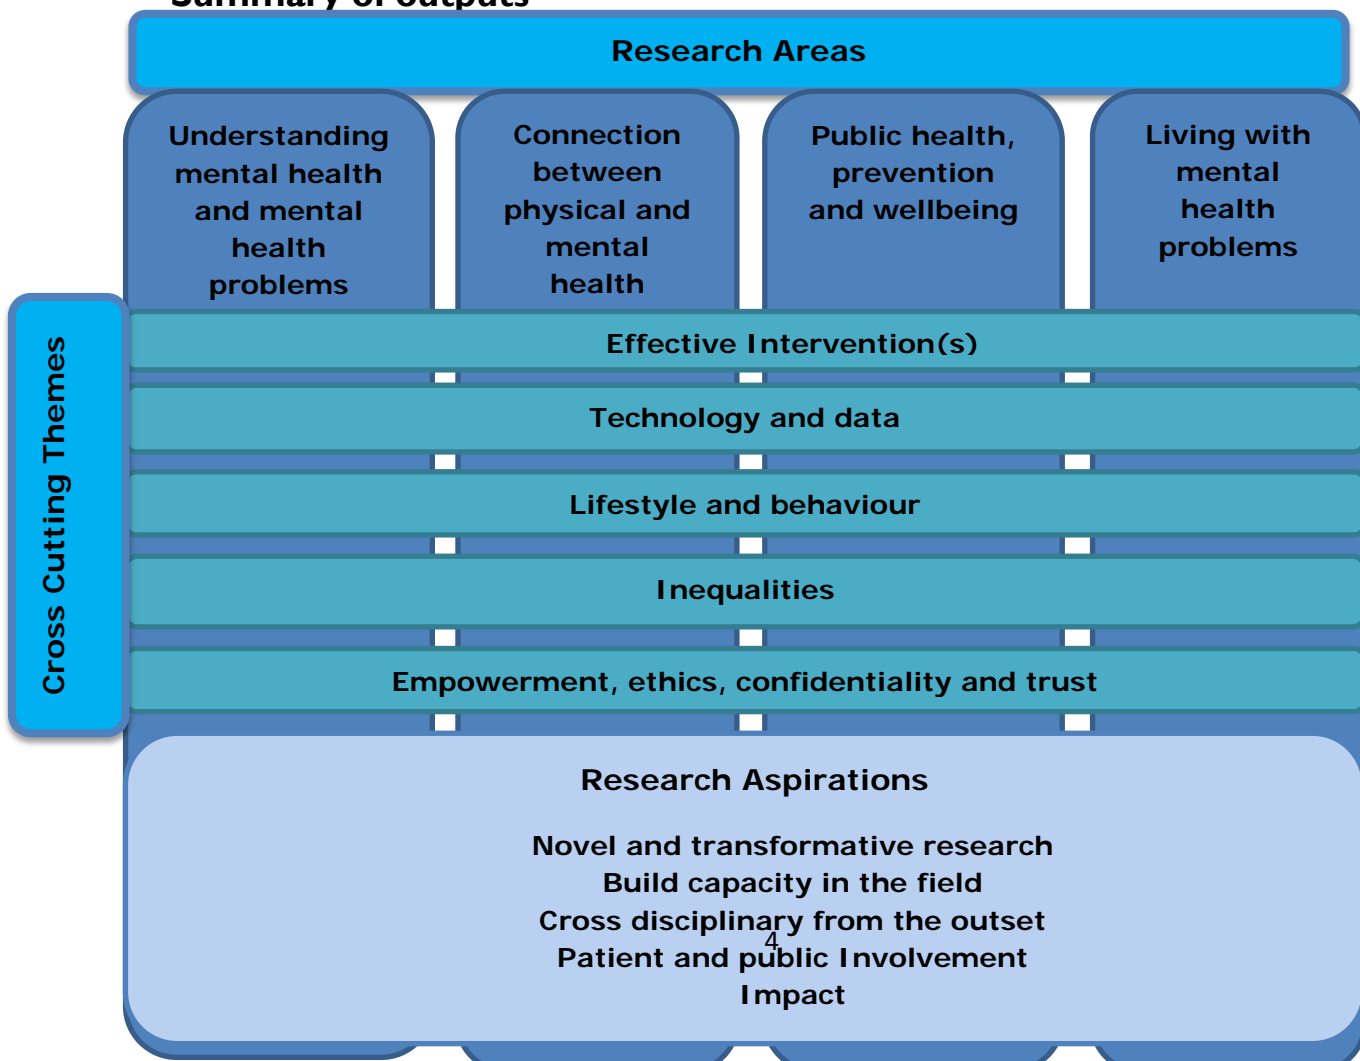 Summary of outputs
Research Areas
Understanding
mental health
and mental
health
problems
Connection
between
physical and
mental
health
Public health,
prevention
and wellbeing
Living with
mental
health
problems
Cross Cutting Themes
Effective Intervention(s)
Technology and data
Lifestyle and behaviour
Inequalities
Empowerment, ethics, confidentiality and trust
Research Aspirations
Novel and transformative research
Build capacity in the field
Cross disciplinary from the outset
4
Patient and public Involvement
Impact